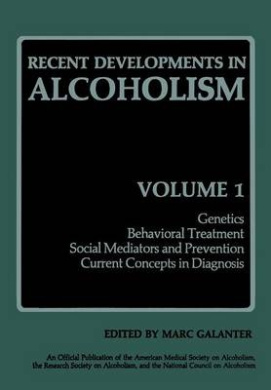 RECENT DEVELOPMENTS IN
ALCOHOLISM
VOLUME 1
Genetics
Behavioral Treatment
Social Mediators and Prevention
Current Concepts in Diagnosis
EDITED BY MARC GALANTER
An Official Publication of the American Medical Society on Alcoholism,
the Research Society on Alcoholism, and the National Council on Alcoholism